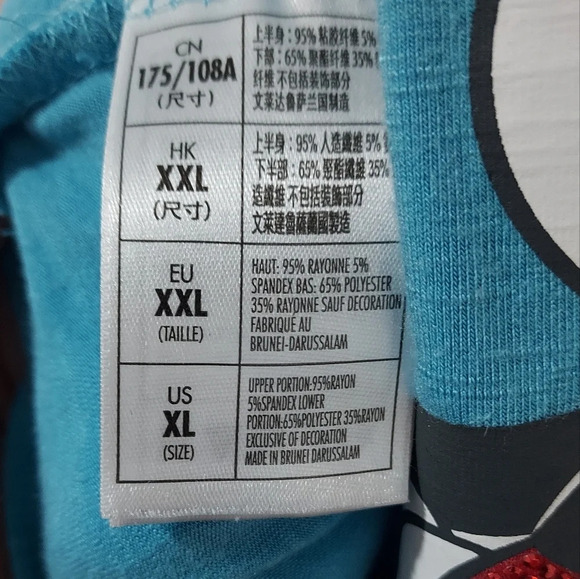 CN
175/108A
(尺寸)
上半身：95% 粘胶纤维 5%
下部：65% 聚酯纤维 35%
纤维 不包括装饰部分
文莱达鲁萨兰国制造
HK
XXL
(尺寸)
上半身：95% 人造纖維 5%
下半部：65% 聚酯纖維 35%
造纖維 不包括裝飾部分
文萊達魯薩蘭國製造
EU
XXL
(TAILLE)
HAUT: 95% RAYONNE 5%
SPANDEX BAS: 65% POLYESTER
35% RAYONNE SAUF DECORATION
FABRIQUÉ AU
BRUNEI-DARUSSALAM
US
XL
(SIZE)
UPPER PORTION:95%RAYON
5%SPANDEX LOWER
PORTION:65%POLYESTER 35%RAYON
EXCLUSIVE OF DECORATION
MADE IN BRUNEI DARUSSALAM